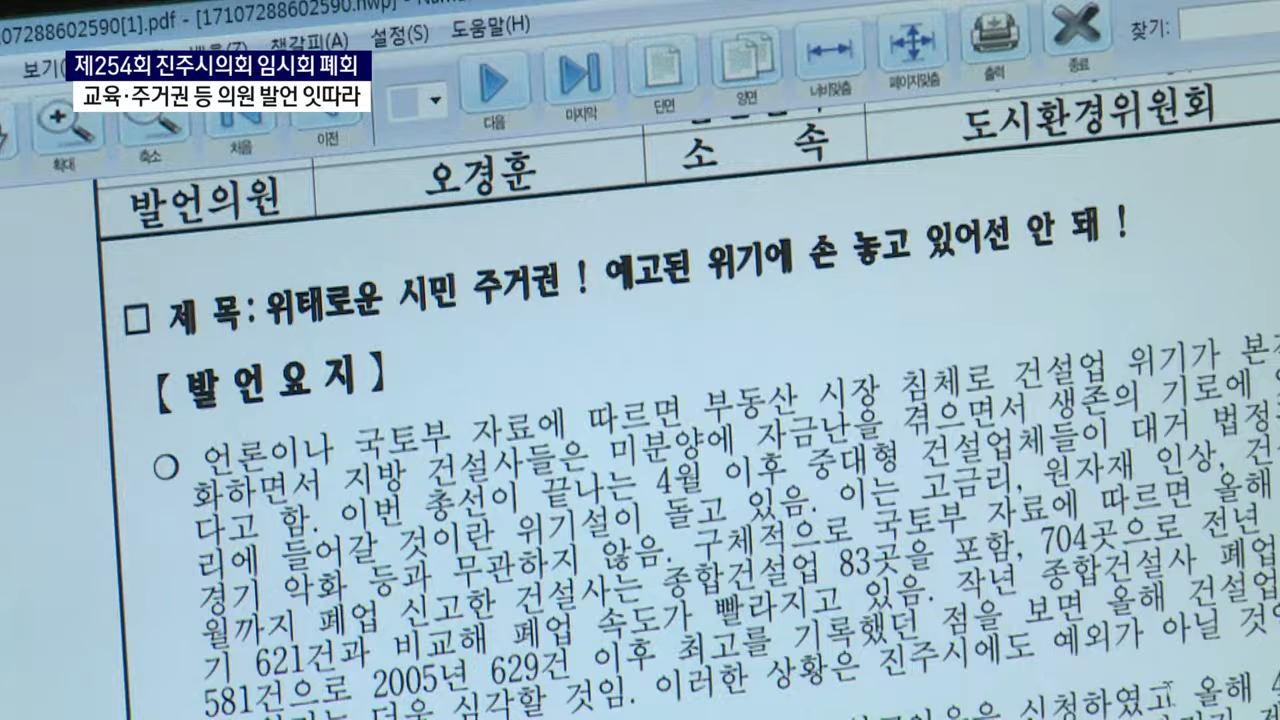 07288602590[1].pdf - [17107288602590.hwp]
보기( 책갈피(A) 설정(S) 도움말(H)
제254회 진주시의회 임시회 폐회
교육·주거권 등 의원 발언 잇따라
확대 축소 처음 이전 다음 마지막 단면 양면 너비맞춤 페이지맞춤 출력 종료 찾기:
발언의원 오경훈 소 속 도시환경위원회
□ 제 목: 위태로운 시민 주거권 ! 예고된 위기에 손 놓고 있어선 안 돼 !
【 발 언 요 지 】
○ 언론이나 국토부 자료에 따르면 부동산 시장 침체로 건설업 위기가 본
화하면서 지방 건설사들은 미분양에 자금난을 겪으면서 생존의 기로에
다고 함. 이번 총선이 끝나는 4월 이후 중대형 건설업체들이 대거 법정
리에 들어갈 것이란 위기설이 돌고 있음. 이는 고금리, 원자재 인상, 건
경기 악화 등과 무관하지 않음. 구체적으로 국토부 자료에 따르면 올해
월까지 폐업 신고한 건설사는 종합건설업 83곳을 포함, 704곳으로 전년
기 621건과 비교해 폐업 속도가 빨라지고 있음. 작년 종합건설사 폐업
581건으로 2005년 629건 이후 최고를 기록했던 점을 보면 올해 건설업
더욱 심각할 것임. 이러한 상황은 진주시에도 예외가 아닐 것
신청하였고 올해